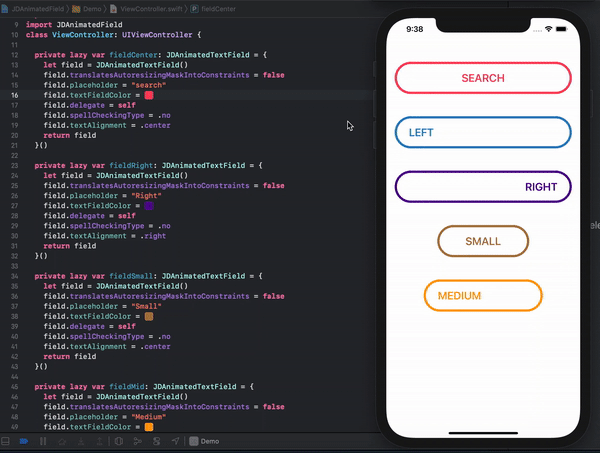 JDAnimatedField
Demo
ViewController.swift
fieldCenter
9 import JDAnimatedField
10 class ViewController: UIViewController {
11
12 private lazy var fieldCenter: JDAnimatedTextField = {
13 let field = JDAnimatedTextField()
14 field.translatesAutoresizingMaskIntoConstraints = false
15 field.placeholder = "search"
16 field.textFieldColor =
17 field.delegate = self
18 field.spellCheckingType = .no
19 field.textAlignment = .center
20 return field
21 }()
22
23 private lazy var fieldRight: JDAnimatedTextField = {
24 let field = JDAnimatedTextField()
25 field.translatesAutoresizingMaskIntoConstraints = false
26 field.placeholder = "Right"
27 field.textFieldColor =
28 field.delegate = self
29 field.spellCheckingType = .no
30 field.textAlignment = .right
31 return field
32 }()
33
34 private lazy var fieldSmall: JDAnimatedTextField = {
35 let field = JDAnimatedTextField()
36 field.translatesAutoresizingMaskIntoConstraints = false
37 field.placeholder = "Small"
38 field.textFieldColor =
39 field.delegate = self
40 field.spellCheckingType = .no
41 field.textAlignment = .center
42 return field
43 }()
44
45 private lazy var fieldMid: JDAnimatedTextField = {
46 let field = JDAnimatedTextField()
47 field.translatesAutoresizingMaskIntoConstraints = false
48 field.placeholder = "Medium"
49 field.textFieldColor =
Demo
9:38
SEARCH
LEFT
RIGHT
SMALL
MEDIUM